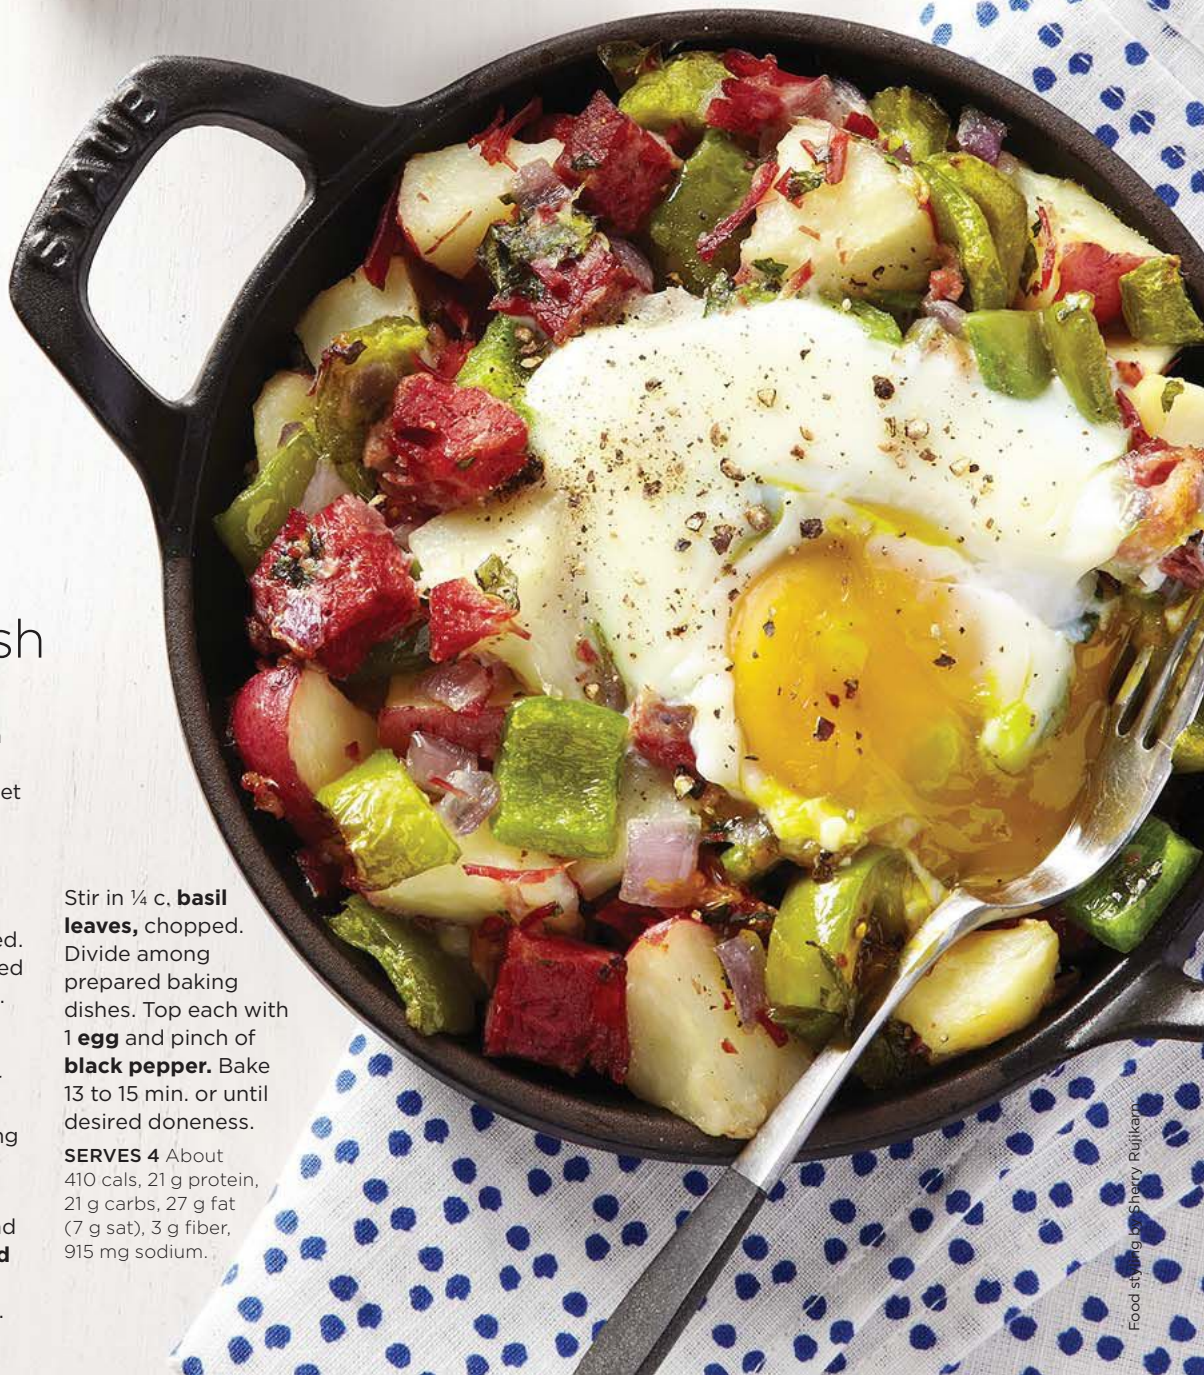 STAUB
sh
et
ed.
ed
.
ng
nd
d
.
Stir in ¼ c. basil
leaves, chopped.
Divide among
prepared baking
dishes. Top each with
1 egg and pinch of
black pepper. Bake
13 to 15 min. or until
desired doneness.
SERVES 4 About
410 cals, 21 g protein,
21 g carbs, 27 g fat
(7 g sat), 3 g fiber,
915 mg sodium.
Food styling by Sherry Rujikarn